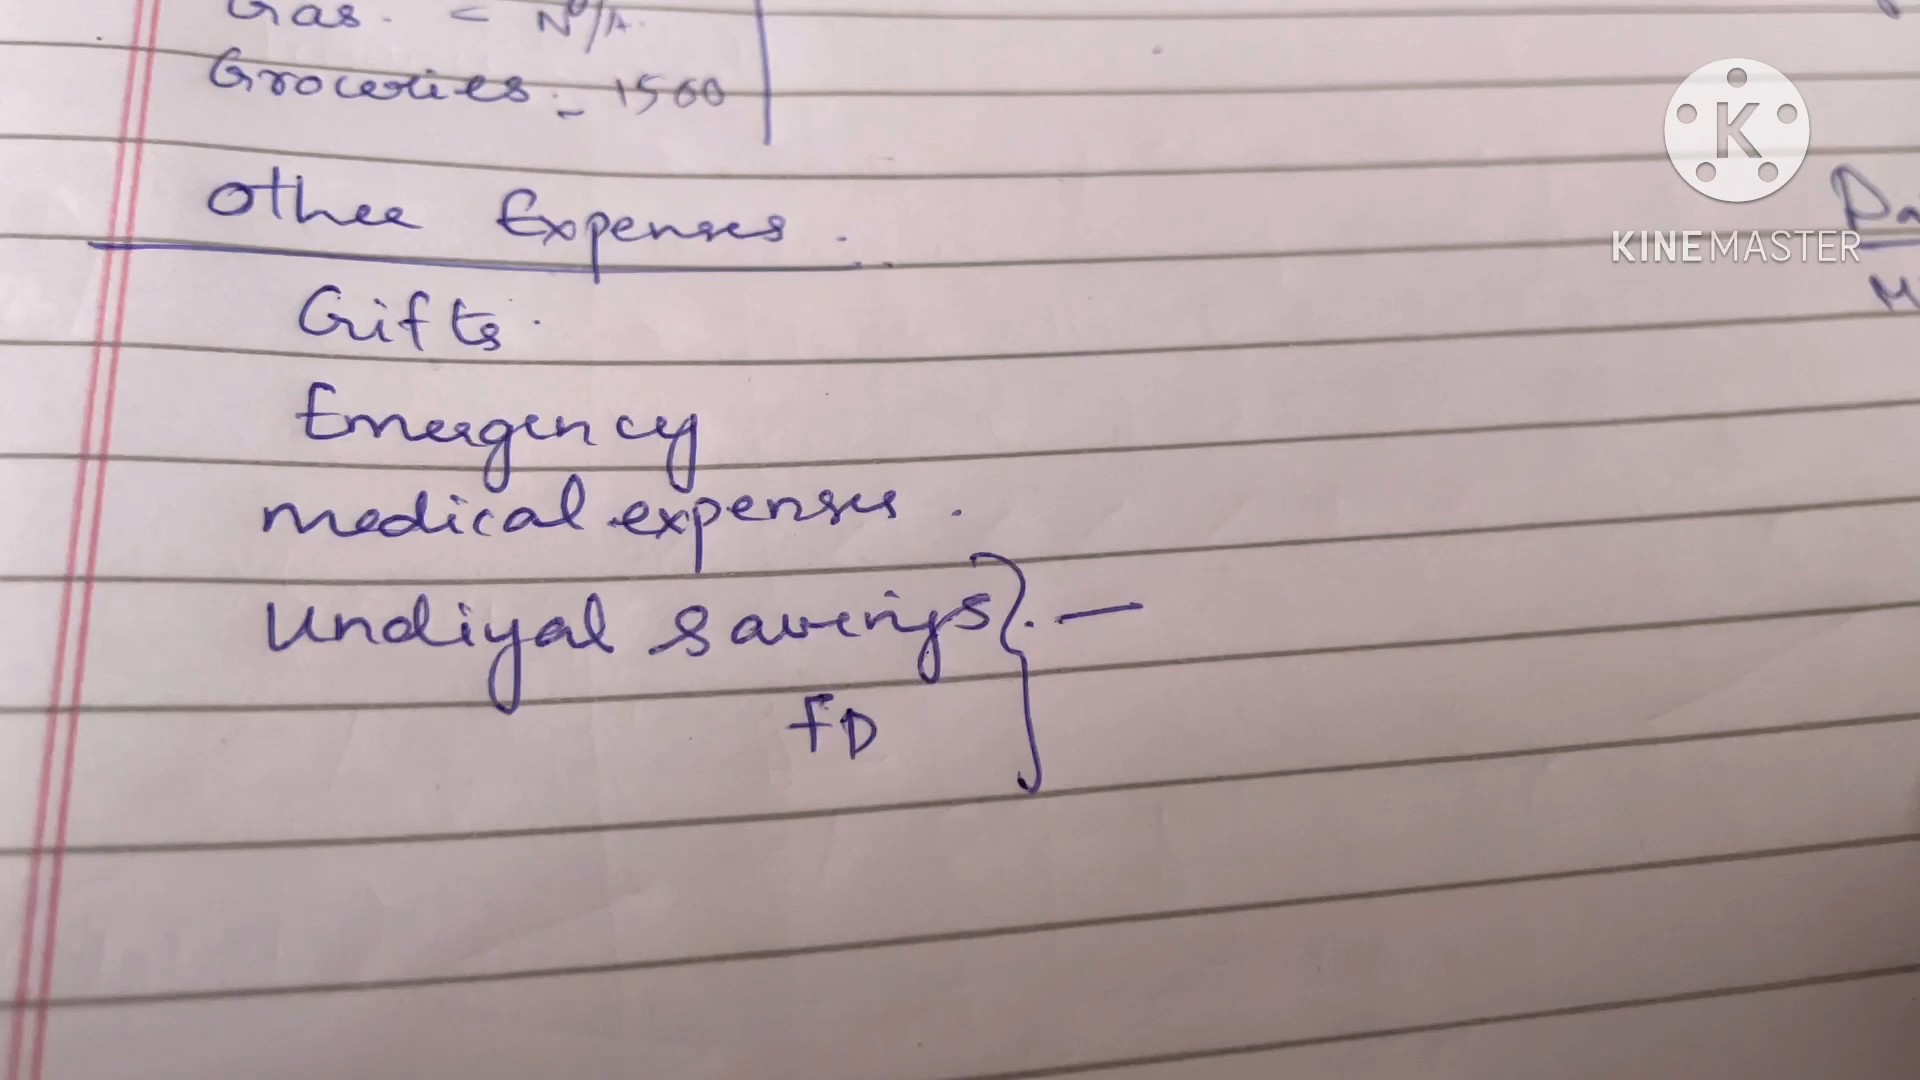 Gas. = N/A.
Groceries:- 1500
Other Expenses.
Gifts.
Emergency
medical expenses.
Undiyal savings. —
FD
KINEMASTER